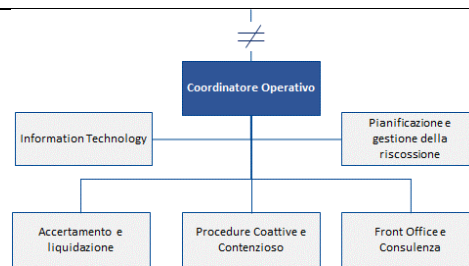 Coordinatore Operativo
Information Technology
Pianificazione e
gestione della
riscossione
Accertamento e
liquidazione
Procedure Coattive e
Contenzioso
Front Office e
Consulenza